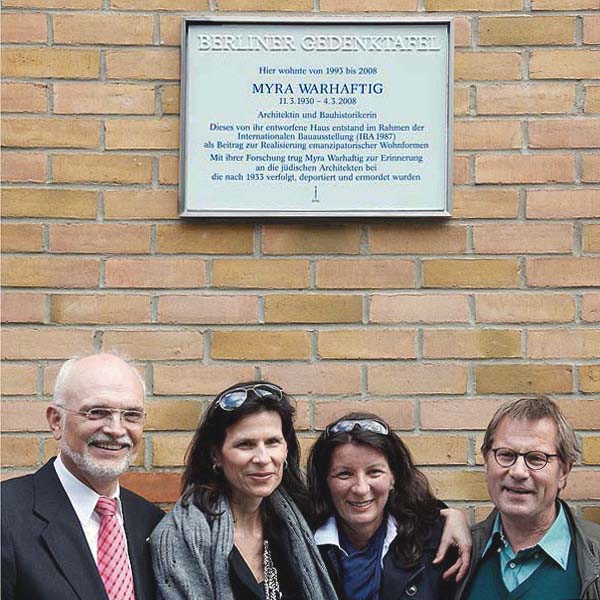 BERLINER GEDENKTAFEL
Hier wohnte von 1993 bis 2008
MYRA WARHAFTIG
11.3.1930 – 4.3.2008
Architektin und Bauhistorikerin
Dieses von ihr entworfene Haus entstand im Rahmen der
Internationalen Bauausstellung (IBA 1987)
als Beitrag zur Realisierung emanzipatorischer Wohnformen
Mit ihrer Forschung trug Myra Warhaftig zur Erinnerung
an die jüdischen Architekten bei
die nach 1933 verfolgt, deportiert und ermordet wurden